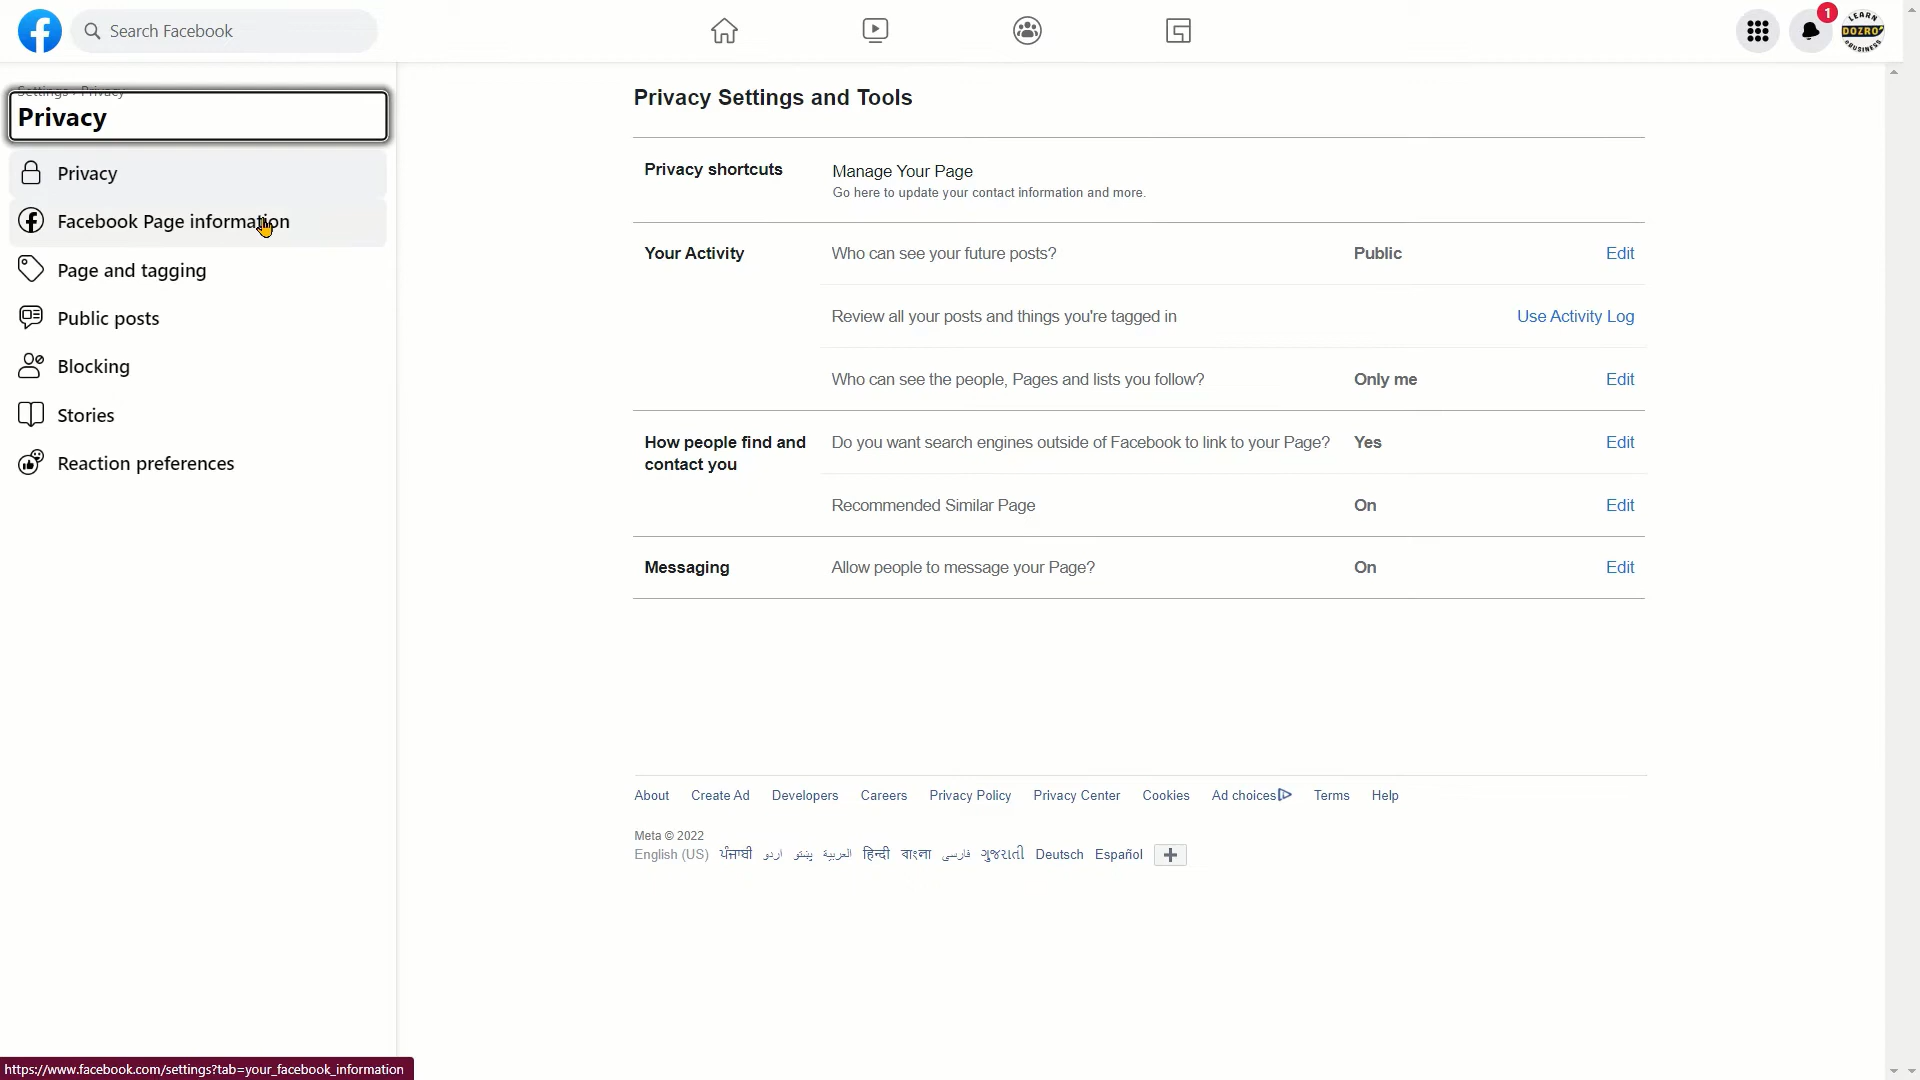 Search Facebook
1
LEARN
DOZRO
eBUSINESS
Settings › Privacy
Privacy
Privacy
Facebook Page information
Page and tagging
Public posts
Blocking
Stories
Reaction preferences
Privacy Settings and Tools
Privacy shortcuts
Manage Your Page
Go here to update your contact information and more.
Your Activity
Who can see your future posts?
Public
Edit
Review all your posts and things you're tagged in
Use Activity Log
Who can see the people, Pages and lists you follow?
Only me
Edit
How people find and
contact you
Do you want search engines outside of Facebook to link to your Page?
Yes
Edit
Recommended Similar Page
On
Edit
Messaging
Allow people to message your Page?
On
Edit
About Create Ad Developers Careers Privacy Policy Privacy Center Cookies Ad choices Terms Help
Meta © 2022
English (US) ਪੰਜਾਬੀ اردو پښتو العربية हिन्दी বাংলা فارسی ગુજરાતી Deutsch Español
https://www.facebook.com/settings?tab=your_facebook_information